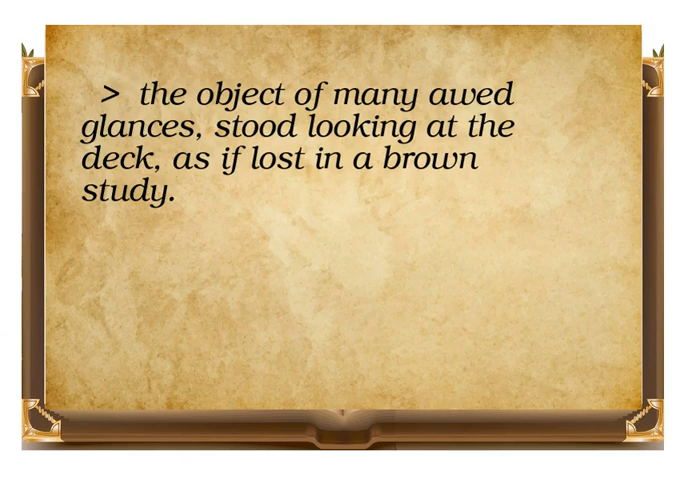 > the object of many awed
glances, stood looking at the
deck, as if lost in a brown
study.